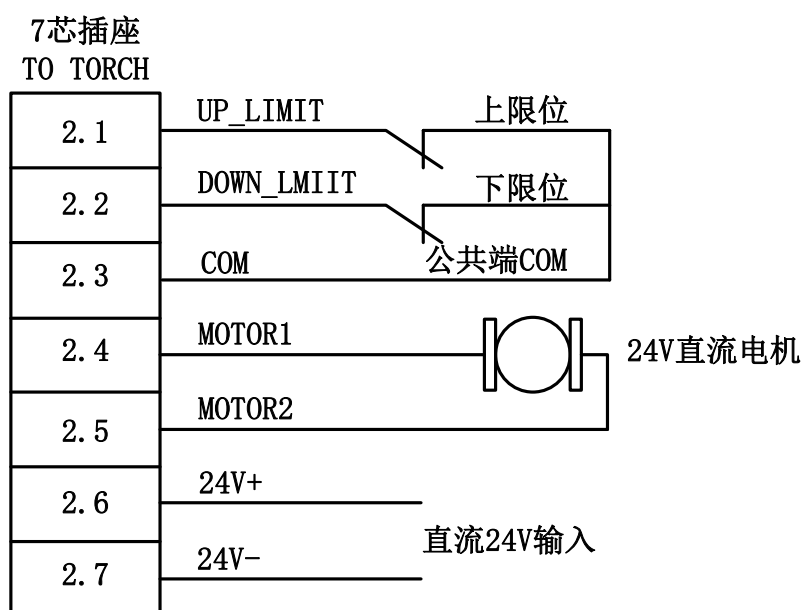 7芯插座
TO TORCH
2.1
UP_LIMIT
上限位
2.2
DOWN_LMIIT
下限位
2.3
COM
公共端COM
2.4
MOTOR1
24V直流电机
2.5
MOTOR2
2.6
24V+
直流24V输入
2.7
24V-